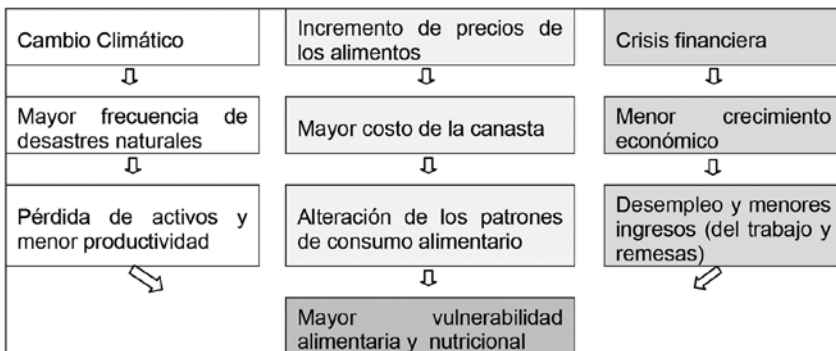 Cambio Climático
Incremento de precios de
los alimentos
Crisis financiera
Mayor frecuencia de
desastres naturales
Mayor costo de la canasta
Menor crecimiento
económico
Pérdida de activos y
menor productividad
Alteración de los patrones
de consumo alimentario
Desempleo y menores
ingresos (del trabajo y
remesas)
Mayor vulnerabilidad
alimentaria y nutricional